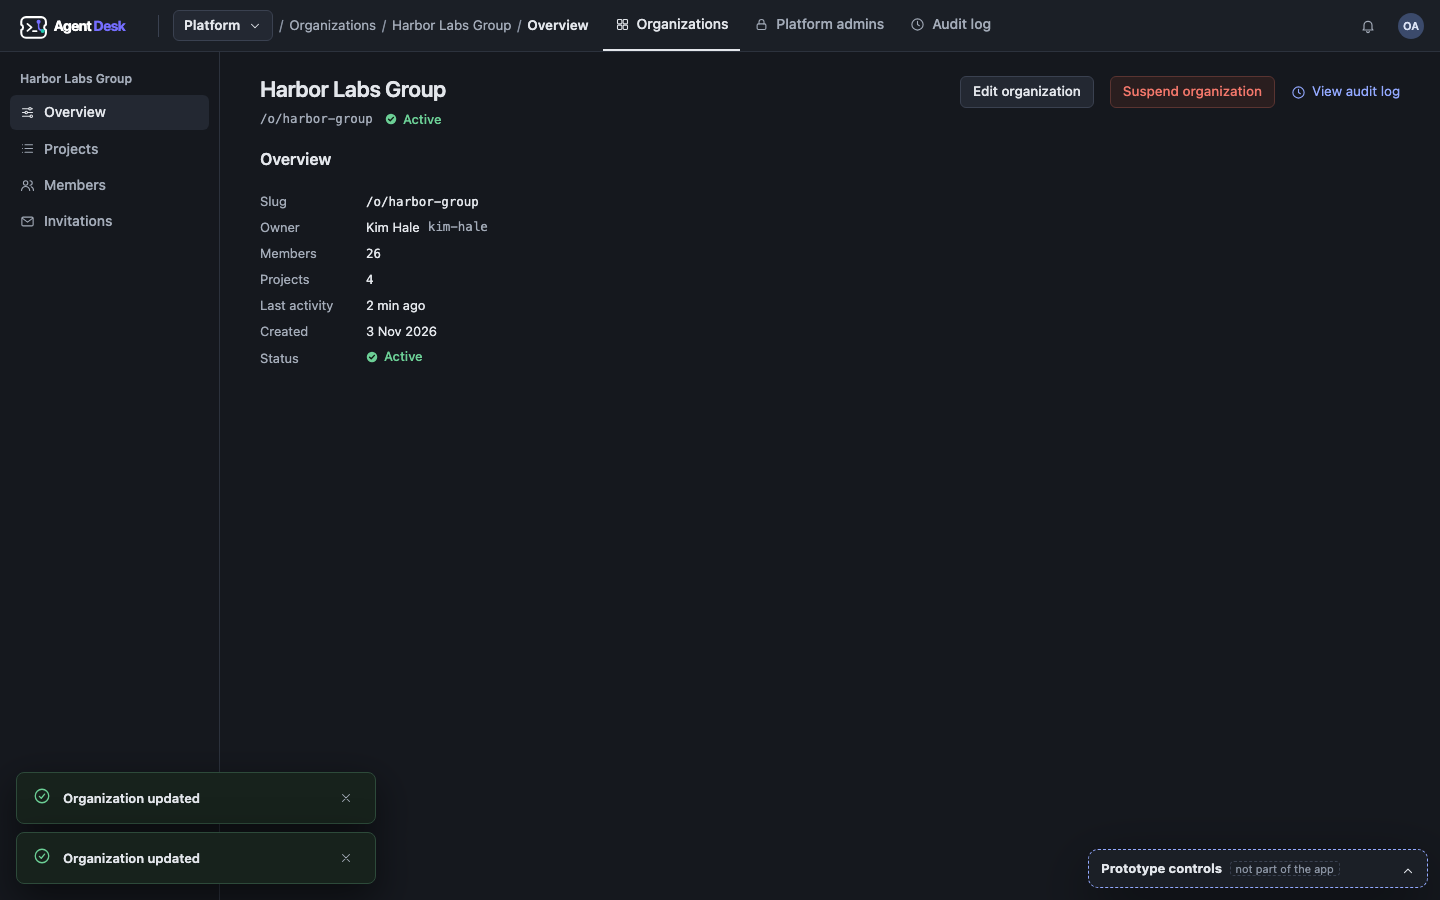 AgentDesk
Platform / Organizations / Harbor Labs Group / Overview
Organizations
Platform admins
Audit log
OA
Harbor Labs Group
Overview
Projects
Members
Invitations
Harbor Labs Group
/o/harbor-group Active
Edit organization
Suspend organization
View audit log
Overview
Slug /o/harbor-group
Owner Kim Hale kim-hale
Members 26
Projects 4
Last activity 2 min ago
Created 3 Nov 2026
Status Active
Organization updated
Organization updated
Prototype controls not part of the app